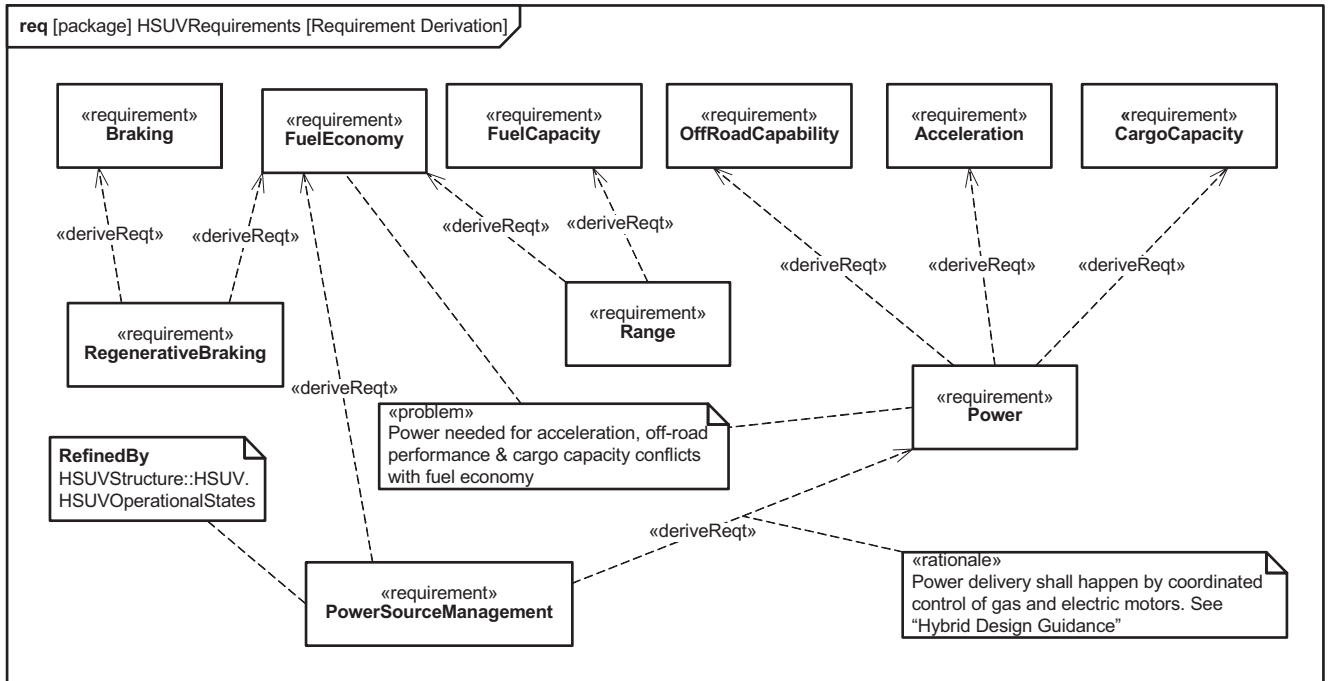 req [package] HSUVRequirements [Requirement Derivation]
«requirement»
Braking
«requirement»
FuelEconomy
«requirement»
FuelCapacity
«requirement»
OffRoadCapability
«requirement»
Acceleration
«requirement»
CargoCapacity
«deriveReqt»
«deriveReqt»
«deriveReqt»
«deriveReqt»
«deriveReqt»
«deriveReqt»
«deriveReqt»
«requirement»
RegenerativeBraking
«requirement»
Range
«deriveReqt»
«requirement»
Power
«problem»
Power needed for acceleration, off-road
performance & cargo capacity conflicts
with fuel economy
RefinedBy
HSUVStructure::HSUV.
HSUVOperationalStates
«deriveReqt»
«requirement»
PowerSourceManagement
«rationale»
Power delivery shall happen by coordinated
control of gas and electric motors. See
“Hybrid Design Guidance”